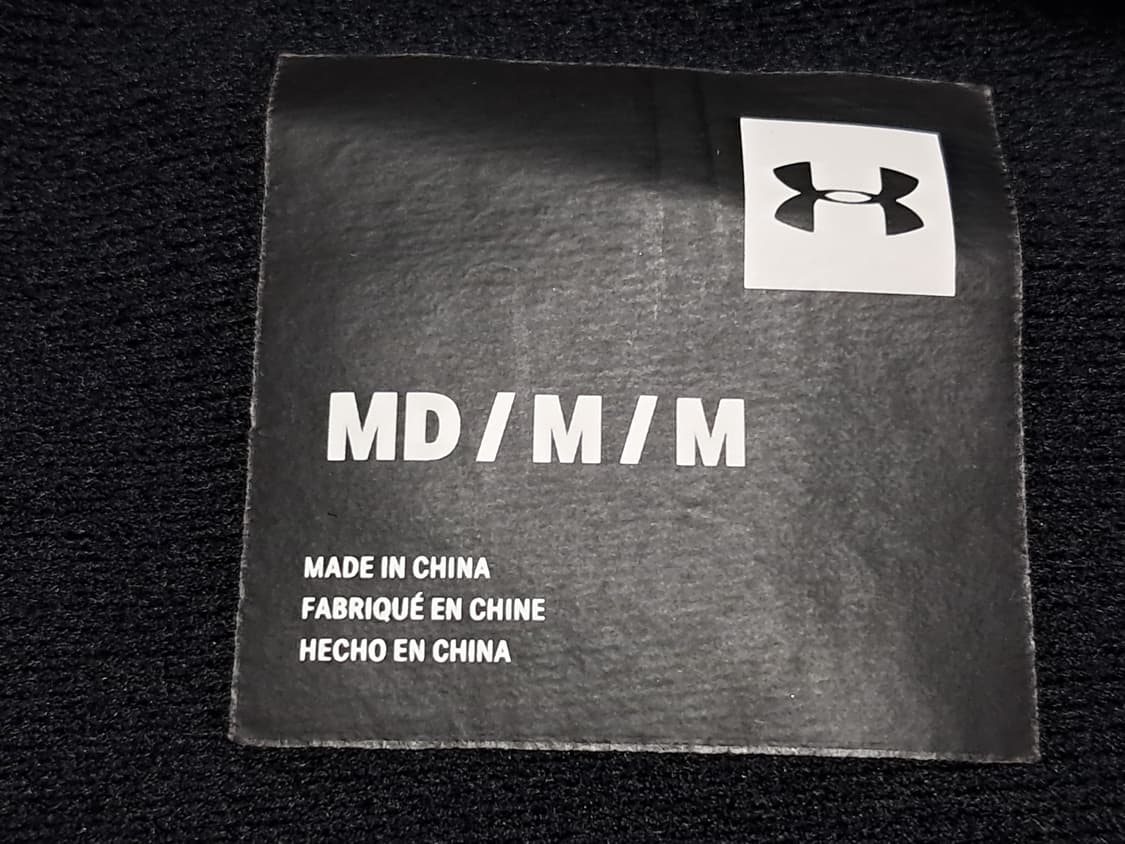 MD / M / M
MADE IN CHINA
FABRIQUÉ EN CHINE
HECHO EN CHINA